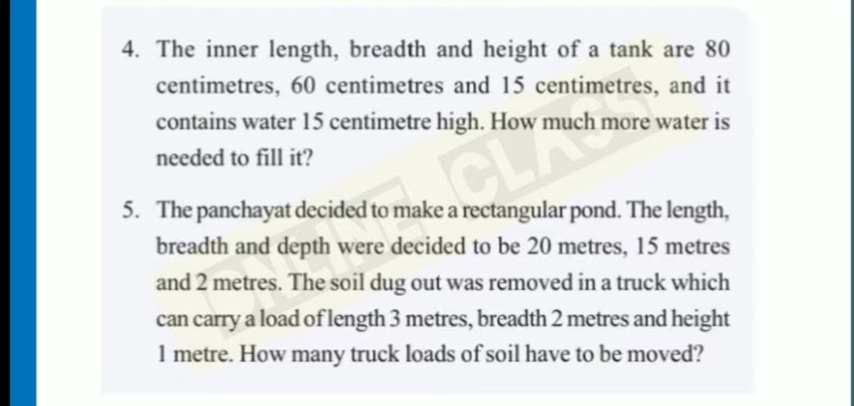 4. The inner length, breadth and height of a tank are 80
centimetres, 60 centimetres and 15 centimetres, and it
contains water 15 centimetre high. How much more water is
needed to fill it?
5. The panchayat decided to make a rectangular pond. The length,
breadth and depth were decided to be 20 metres, 15 metres
and 2 metres. The soil dug out was removed in a truck which
can carry a load of length 3 metres, breadth 2 metres and height
1 metre. How many truck loads of soil have to be moved?
ONLINE CLASS